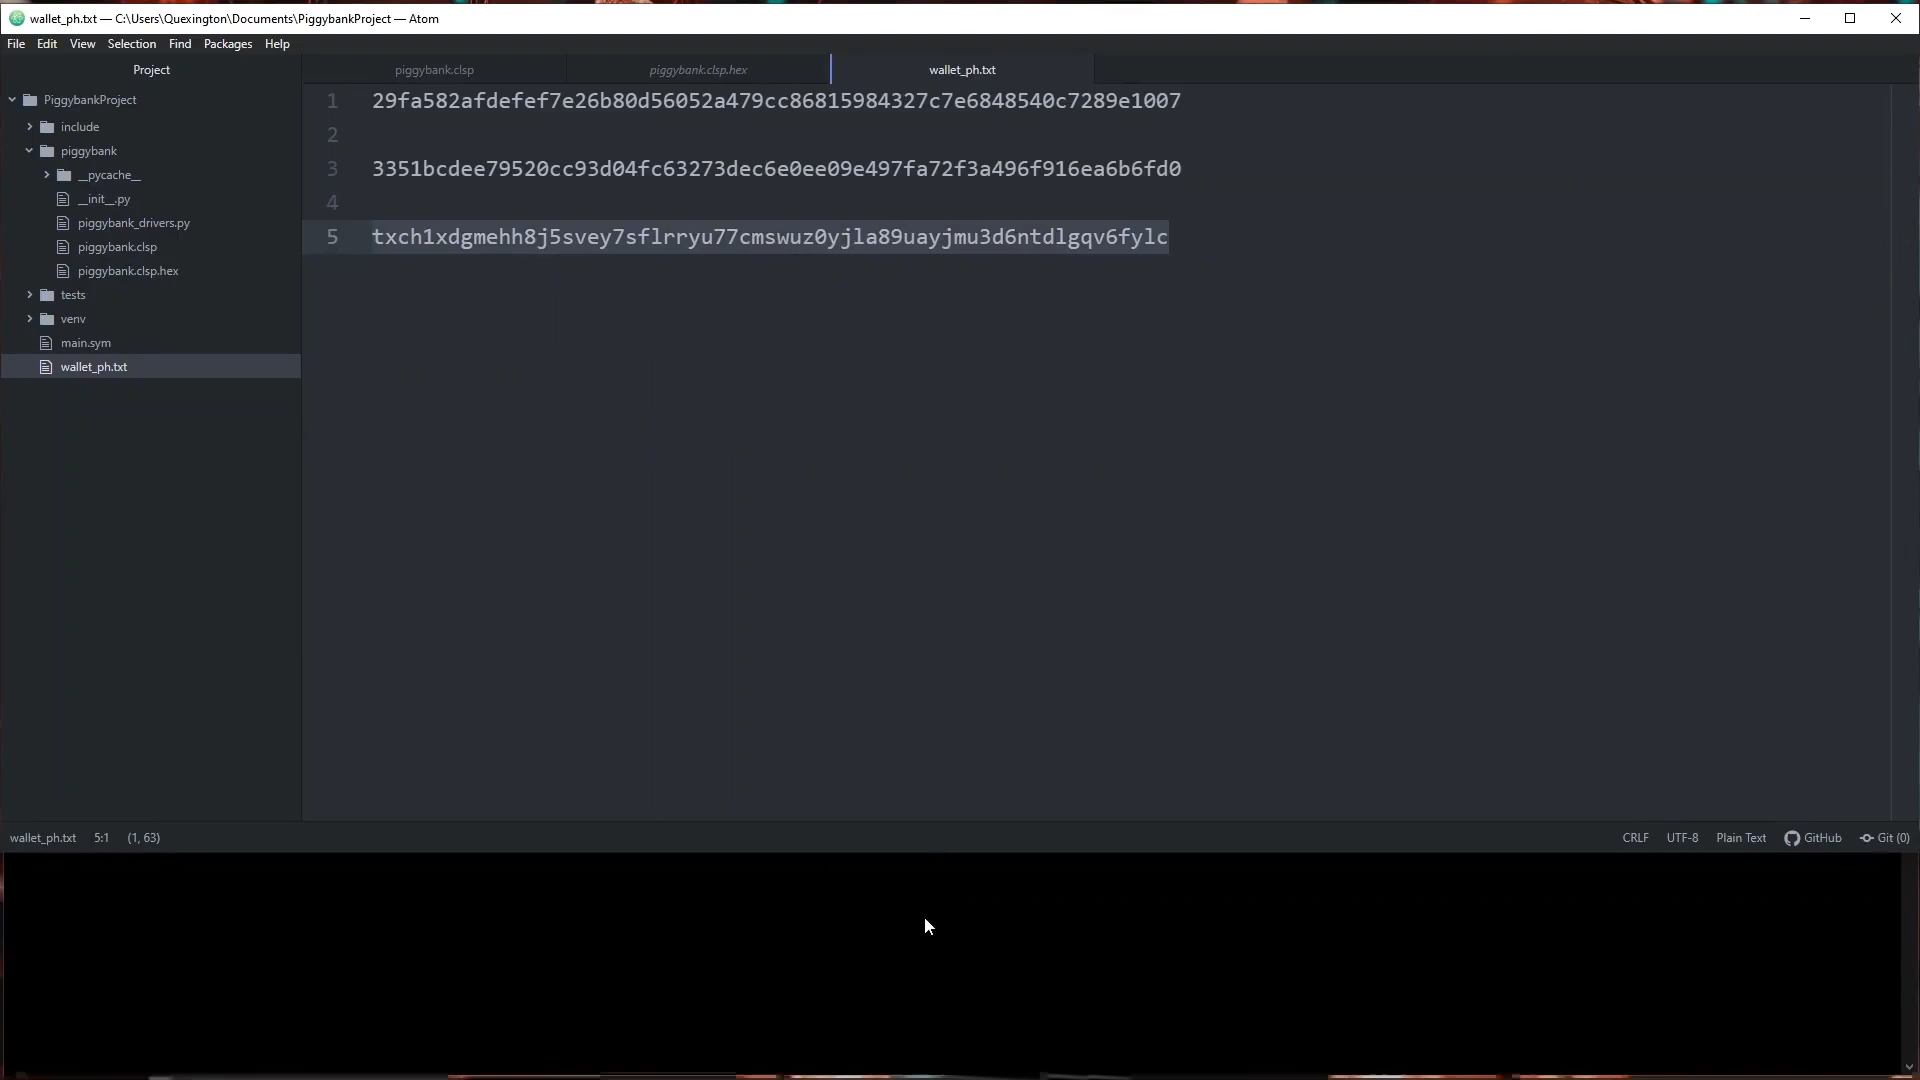 wallet_ph.txt — C:\Users\Quexington\Documents\PiggybankProject — Atom
File Edit View Selection Find Packages Help
Project
piggybank.clsp
piggybank.clsp.hex
wallet_ph.txt
PiggybankProject
include
piggybank
__pycache__
__init__.py
piggybank_drivers.py
piggybank.clsp
piggybank.clsp.hex
tests
venv
main.sym
wallet_ph.txt
1 29fa582afdefef7e26b80d56052a479cc86815984327c7e6848540c7289e1007
2
3 3351bcdee79520cc93d04fc63273dec6e0ee09e497fa72f3a496f916ea6b6fd0
4
5 txch1xdgmehh8j5svey7sflrryu77cmswuz0yjla89uayjmu3d6ntdlgqv6fylc
wallet_ph.txt 5:1 (1, 63)
CRLF UTF-8 Plain Text GitHub Git (0)